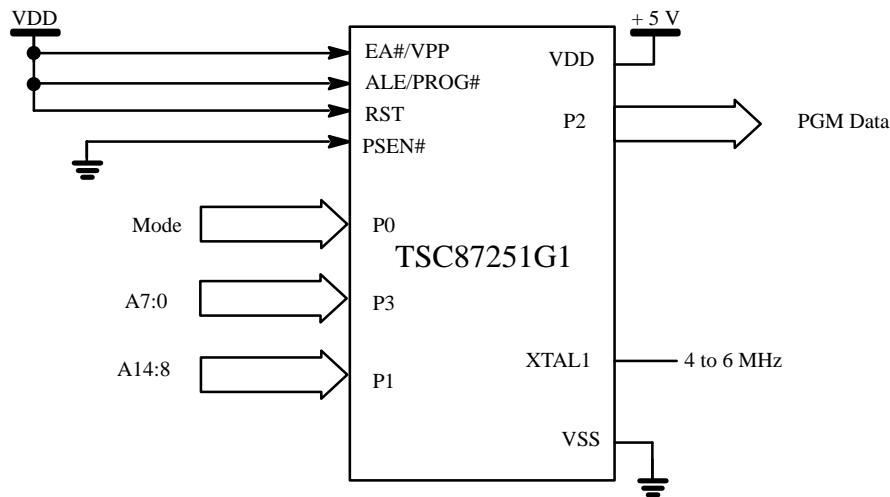 VDD
+ 5 V
EA#/VPP
VDD
ALE/PROG#
RST
P2
PGM Data
PSEN#
Mode
P0
TSC87251G1
A7:0
P3
A14:8
P1
XTAL1
4 to 6 MHz
VSS